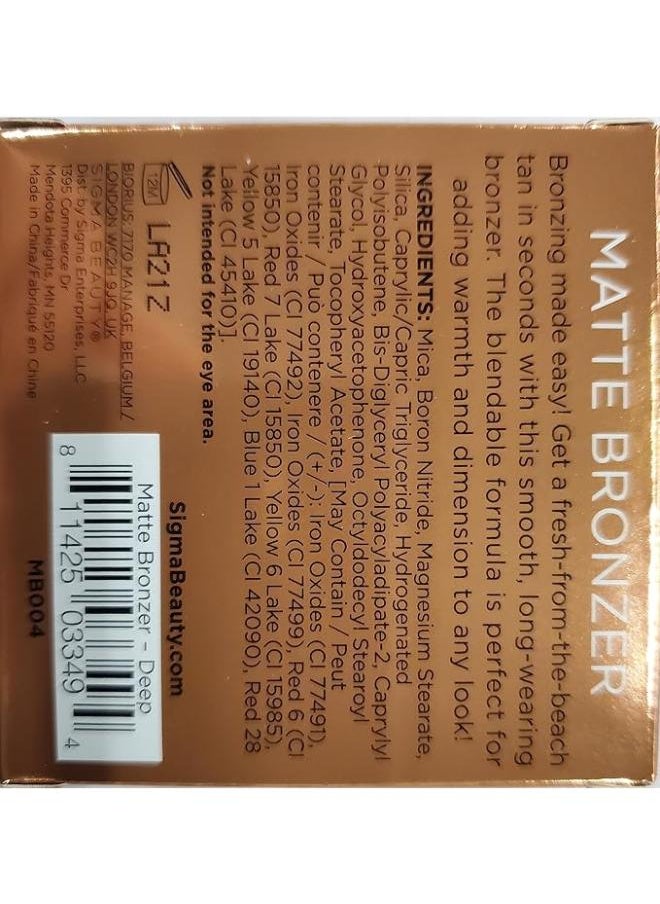 MATTE BRONZER
Bronzing made easy! Get a fresh-from-the-beach
tan in seconds with this smooth, long-wearing
bronzer. The blendable formula is perfect for
adding warmth and dimension to any look!
INGREDIENTS: Mica, Boron Nitride, Magnesium Stearate,
Silica, Caprylic/Capric Triglyceride, Hydrogenated
Polyisobutene, Bis-Diglyceryl Polyacyladipate-2, Caprylyl
Glycol, Hydroxyacetophenone, Octyldodecyl Stearoyl
Stearate, Tocopheryl Acetate, [May Contain / Peut
contenir / Può contenere / (+/-): Iron Oxides (CI 77491),
Iron Oxides (CI 77492), Iron Oxides (CI 77499), Red 6 (CI
15850), Red 7 Lake (CI 15850), Yellow 6 Lake (CI 15985),
Yellow 5 Lake (CI 19140), Blue 1 Lake (CI 42090), Red 28
Lake (CI 45410)].
Not intended for the eye area.
12M
LA21Z
BIORIUS, 7170 MANAGE, BELGIUM /
LONDON WC2H 9JQ, UK
SIGMA BEAUTY®
Dist. by Sigma Enterprises, LLC
1395 Commerce Dr
Mendota Heights, MN 55120
Made in China/Fabriqué en Chine
SigmaBeauty.com
Matte Bronzer - Deep
8 11425 03349 4
MB004